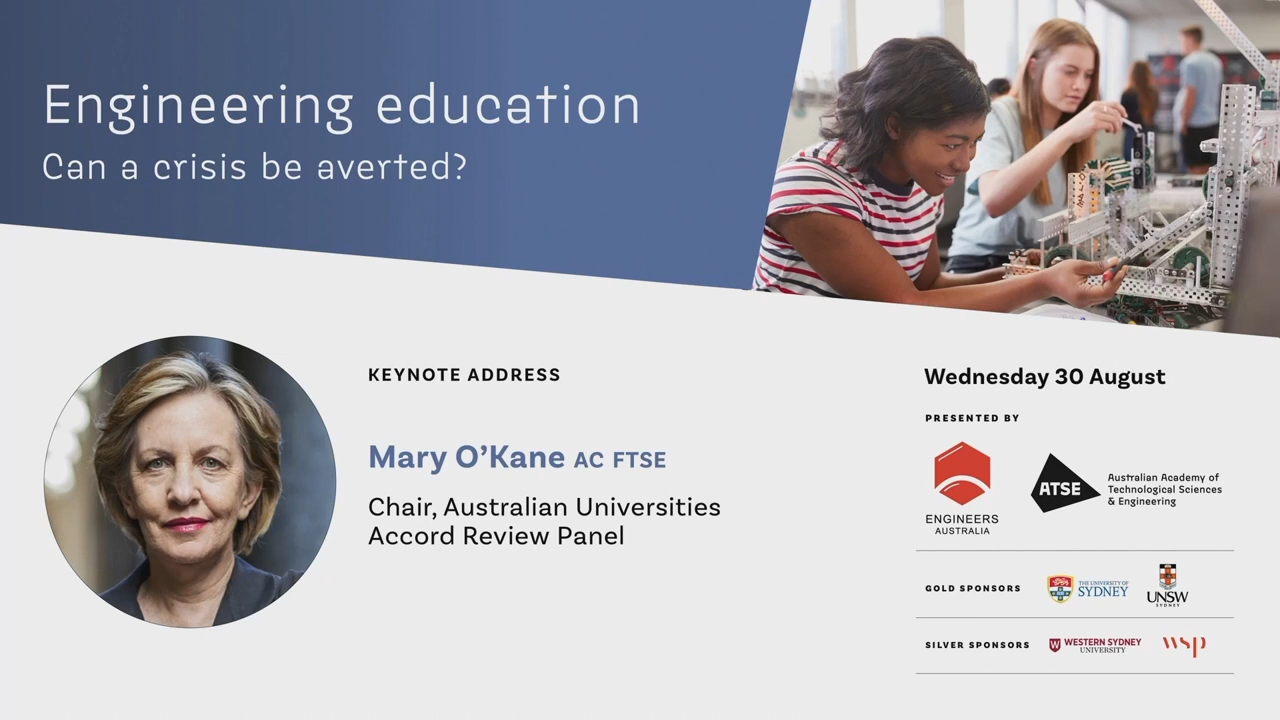 Engineering education
Can a crisis be averted?
KEYNOTE ADDRESS
Mary O’Kane AC FTSE
Chair, Australian Universities
Accord Review Panel
Wednesday 30 August
PRESENTED BY
ENGINEERS
AUSTRALIA
ATSE
Australian Academy of
Technological Sciences
& Engineering
GOLD SPONSORS
THE UNIVERSITY OF
SYDNEY
UNSW
SYDNEY
SILVER SPONSORS
W
WESTERN SYDNEY
UNIVERSITY
wsp